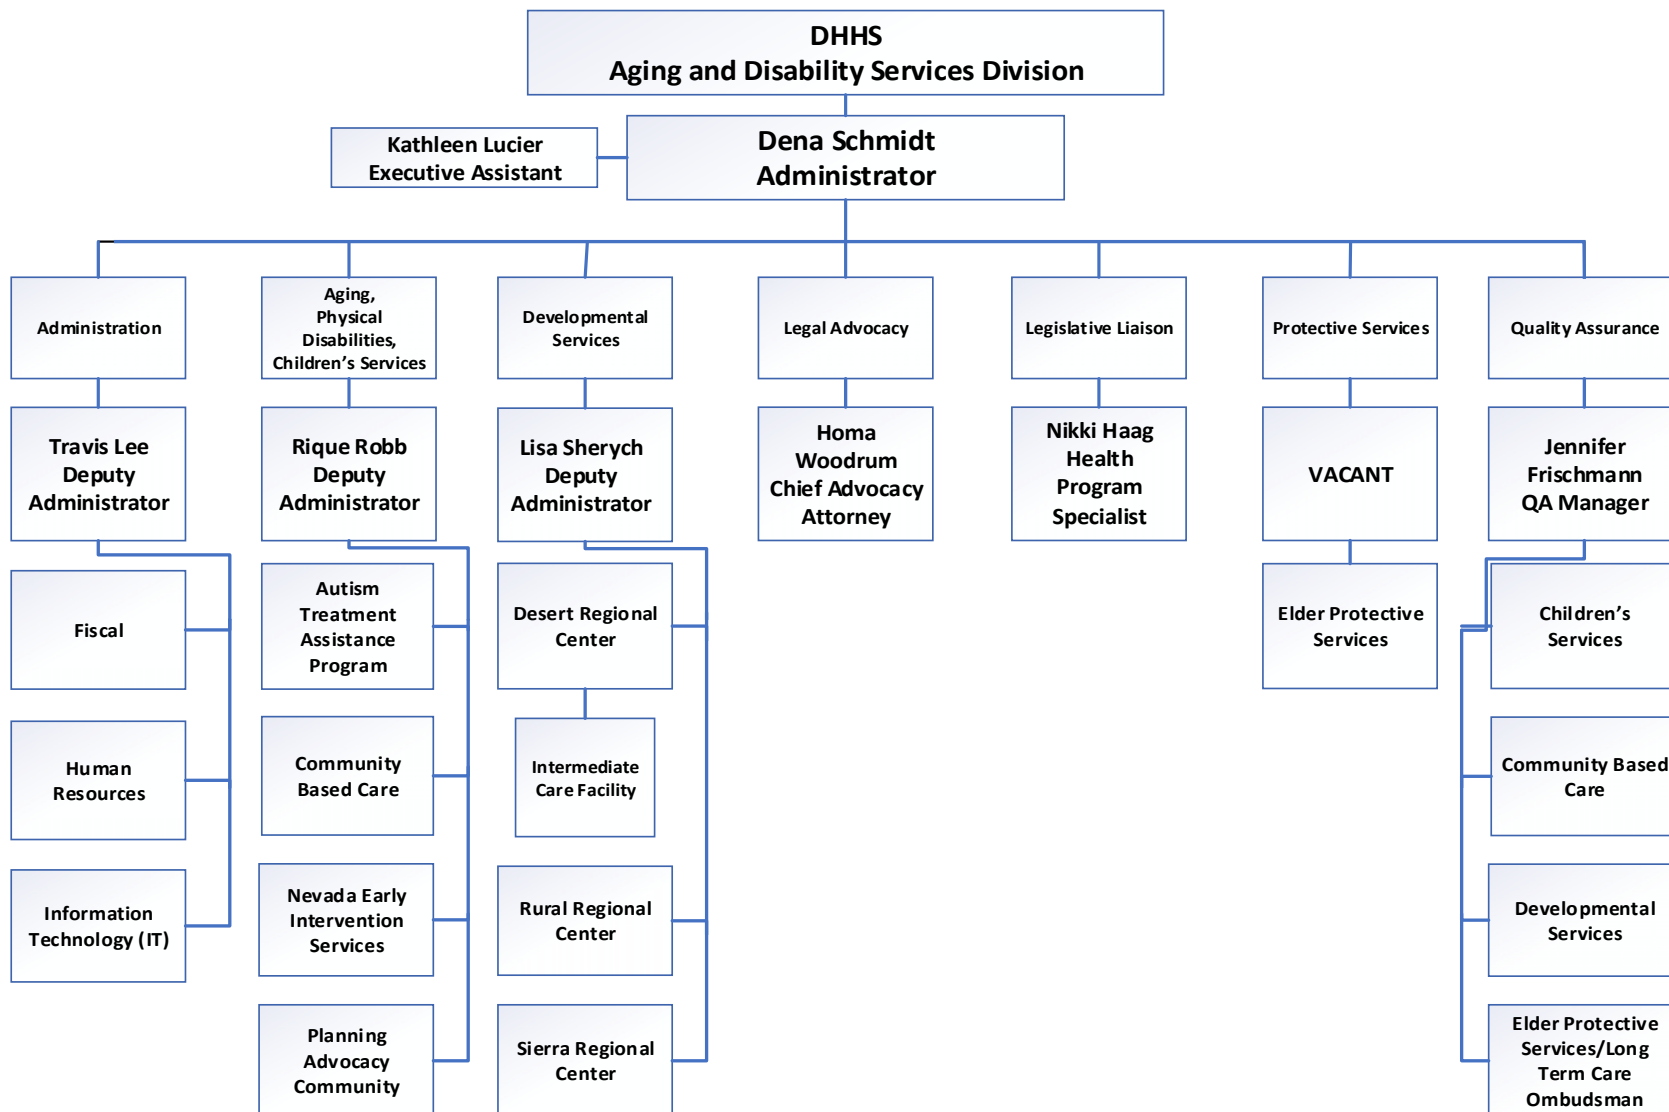 DHHS
Aging and Disability Services Division
Kathleen Lucier
Executive Assistant
Dena Schmidt
Administrator
Administration
Aging,
Physical
Disabilities,
Children’s Services
Developmental
Services
Legal Advocacy
Legislative Liaison
Protective Services
Quality Assurance
Travis Lee
Deputy
Administrator
Rique Robb
Deputy
Administrator
Lisa Sherych
Deputy
Administrator
Homa
Woodrum
Chief Advocacy
Attorney
Nikki Haag
Health
Program
Specialist
VACANT
Jennifer
Frischmann
QA Manager
Fiscal
Autism
Treatment
Assistance
Program
Desert Regional
Center
Elder Protective
Services
Children’s
Services
Human
Resources
Community
Based Care
Intermediate
Care Facility
Community Based
Care
Information
Technology (IT)
Nevada Early
Intervention
Services
Rural Regional
Center
Developmental
Services
Planning
Advocacy
Community
Sierra Regional
Center
Elder Protective
Services/Long
Term Care
Ombudsman